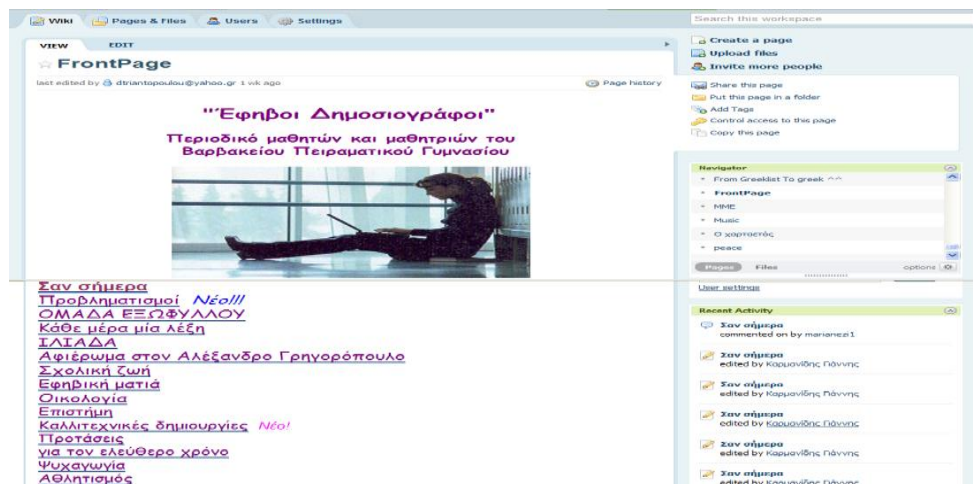 Wiki Pages & Files Users Settings
Search this workspace
VIEW EDIT
FrontPage
last edited by dtriantopoulou@yahoo.gr 1 wk ago
Page history
"Έφηβοι Δημοσιογράφοι"
Περιοδικό μαθητών και μαθητριών του
Βαρβακείου Πειραματικού Γυμνασίου
Σαν σήμερα
Προβληματισμοί Νέο!!!
ΟΜΑΔΑ ΕΞΩΦΥΛΛΟΥ
Κάθε μέρα μία λέξη
ΙΛΙΑΔΑ
Αφιέρωμα στον Αλέξανδρο Γρηγορόπουλο
Σχολική ζωή
Εφηβική ματιά
Οικολογία
Επιστήμη
Καλλιτεχνικές δημιουργίες Νέο!
Προτάσεις
για τον ελεύθερο χρόνο
Ψυχαγωγία
Αθλητισμός
Create a page
Upload files
Invite more people
Share this page
Put this page in a folder
Add Tags
Control access to this page
Copy this page
Navigator
From Greeklist To greek ^^
FrontPage
MME
Music
Ο χαρταετός
peace
Pages Files options
User settings
Recent Activity
Σαν σήμερα
commented on by marianezi1
Σαν σήμερα
edited by Καρμανίδης Γιάννης
Σαν σήμερα
edited by Καρμανίδης Γιάννης
Σαν σήμερα
edited by Καρμανίδης Γιάννης
Σαν σήμερα
edited by Καρμανίδης Γιάννης
Σαν σήμερα
edited by Καρμανίδης Γιάννης